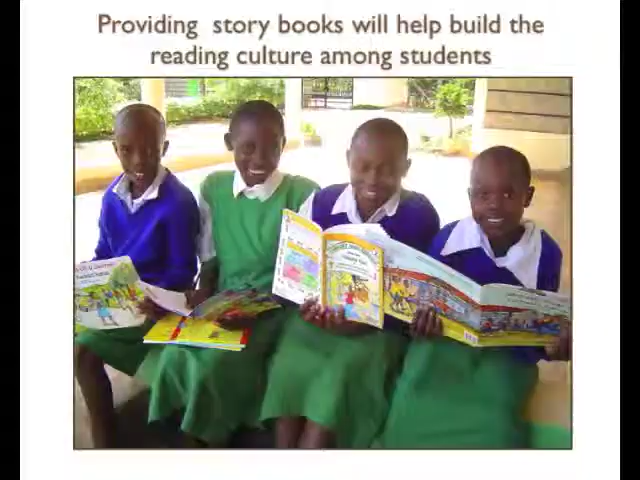 Providing story books will help build the
reading culture among students